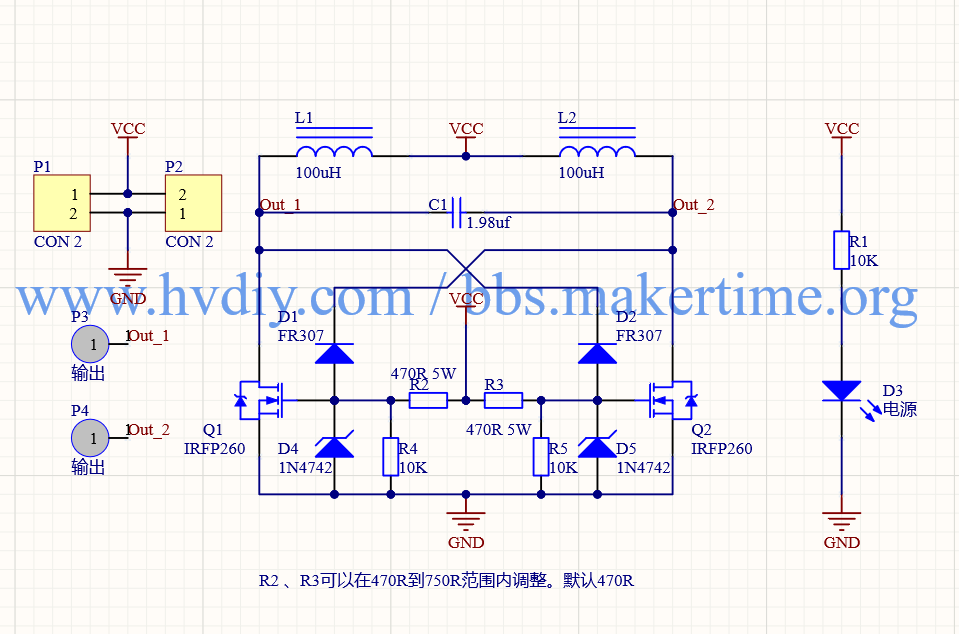 L1
L2
VCC
VCC
VCC
P1
P2
100uH
100uH
1
2
2
1
Out_1
C1
1.98uf
Out_2
CON 2
CON 2
R1
10K
www.hvdiy.com / bbs.makertime.org
GND
VCC
P3
1
1
Out_1
输出
D1
FR307
D2
FR307
470R 5W
R2
R3
D3
电源
P4
1
1
Out_2
输出
Q1
IRFP260
470R 5W
Q2
IRFP260
D4
1N4742
R4
10K
R5
10K
D5
1N4742
GND
GND
R2 、R3可以在470R到750R范围内调整。默认470R